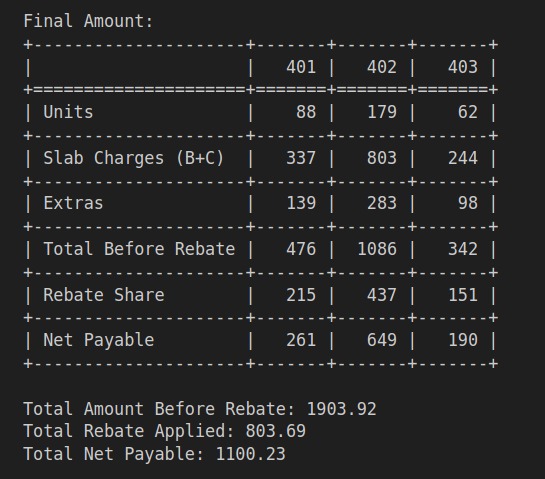 Final Amount:
+---------------------+-------+-------+-------+
|                     |   401 |   402 |   403 |
+=====================+=======+=======+=======+
| Units               |    88 |   179 |    62 |
+---------------------+-------+-------+-------+
| Slab Charges (B+C)  |   337 |   803 |   244 |
+---------------------+-------+-------+-------+
| Extras              |   139 |   283 |    98 |
+---------------------+-------+-------+-------+
| Total Before Rebate |   476 |  1086 |   342 |
+---------------------+-------+-------+-------+
| Rebate Share        |   215 |   437 |   151 |
+---------------------+-------+-------+-------+
| Net Payable         |   261 |   649 |   190 |
+---------------------+-------+-------+-------+
Total Amount Before Rebate: 1903.92
Total Rebate Applied: 803.69
Total Net Payable: 1100.23